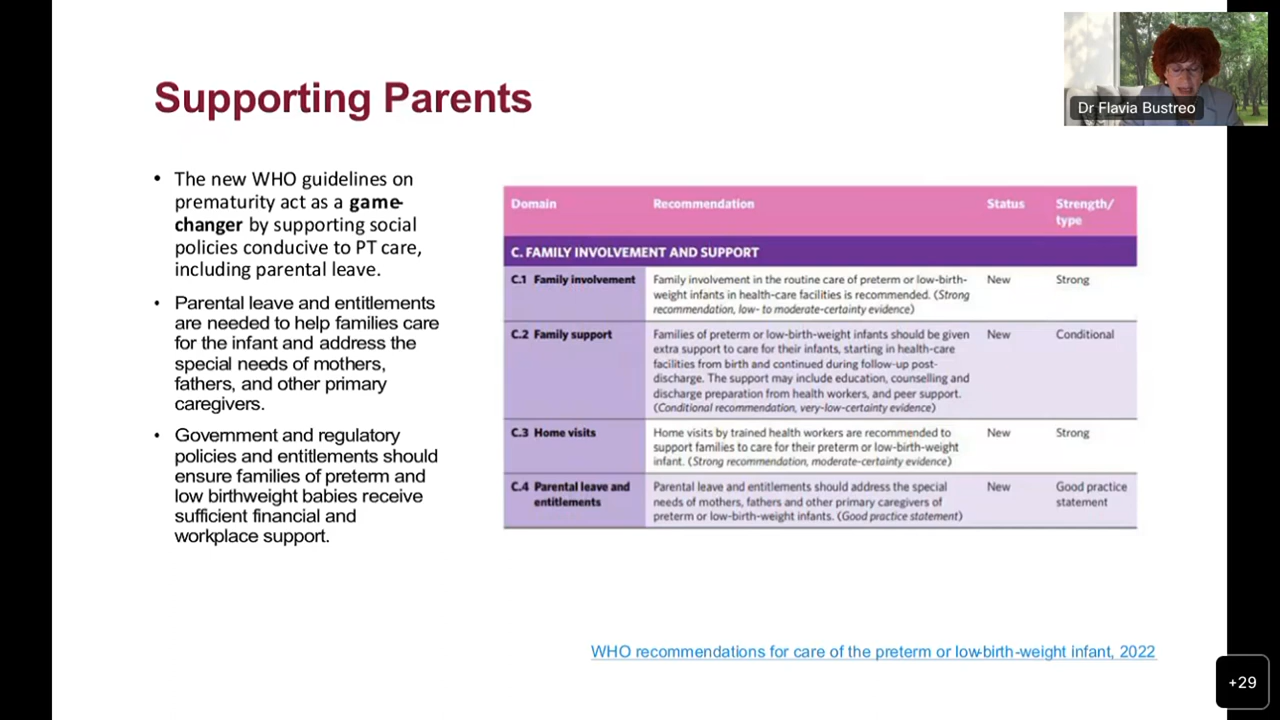 Supporting Parents
Dr Flavia Bustreo
• The new WHO guidelines on
prematurity act as a game-
changer by supporting social
policies conducive to PT care,
including parental leave.
• Parental leave and entitlements
are needed to help families care
for the infant and address the
special needs of mothers,
fathers, and other primary
caregivers.
• Government and regulatory
policies and entitlements should
ensure families of preterm and
low birthweight babies receive
sufficient financial and
workplace support.
Domain Recommendation Status Strength/
type
C. FAMILY INVOLVEMENT AND SUPPORT
C.1 Family involvement Family involvement in the routine care of preterm or low-birth- New Strong
weight infants in health-care facilities is recommended. (Strong
recommendation, low- to moderate-certainty evidence)
C.2 Family support Families of preterm or low-birth-weight infants should be given New Conditional
extra support to care for their infants, starting in health-care
facilities from birth and continued during follow-up post-
discharge. The support may include education, counselling and
discharge preparation from health workers, and peer support.
(Conditional recommendation, very-low-certainty evidence)
C.3 Home visits Home visits by trained health workers are recommended to New Strong
support families to care for their preterm or low-birth-weight
infant. (Strong recommendation, moderate-certainty evidence)
C.4 Parental leave and Parental leave and entitlements should address the special New Good practice
entitlements needs of mothers, fathers and other primary caregivers of statement
preterm or low-birth-weight infants. (Good practice statement)
WHO recommendations for care of the preterm or low-birth-weight infant, 2022
+29